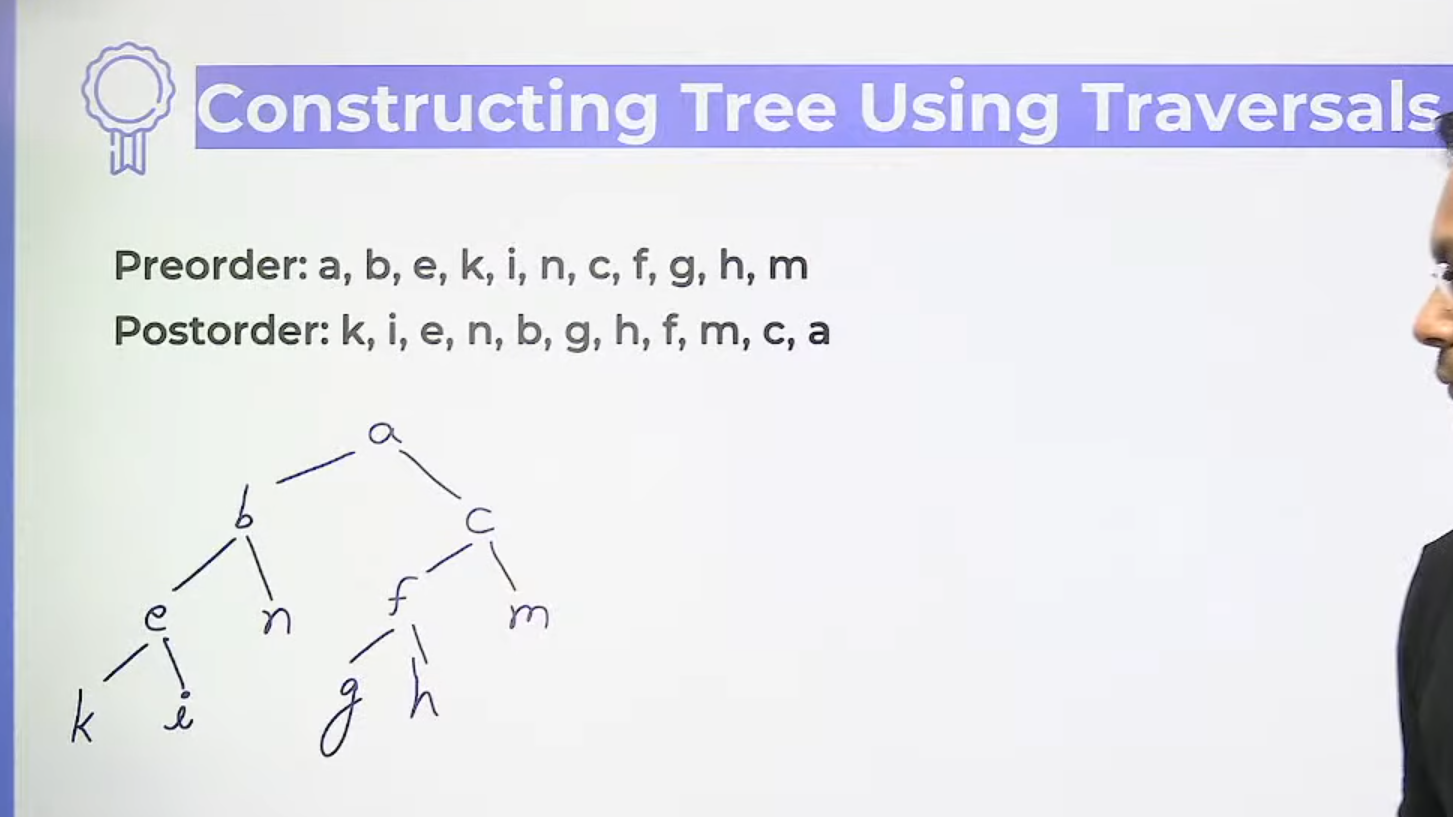 Constructing Tree Using Traversals
Preorder: a, b, e, k, i, n, c, f, g, h, m
Postorder: k, i, e, n, b, g, h, f, m, c, a
a
b c
e n f m
k i g h